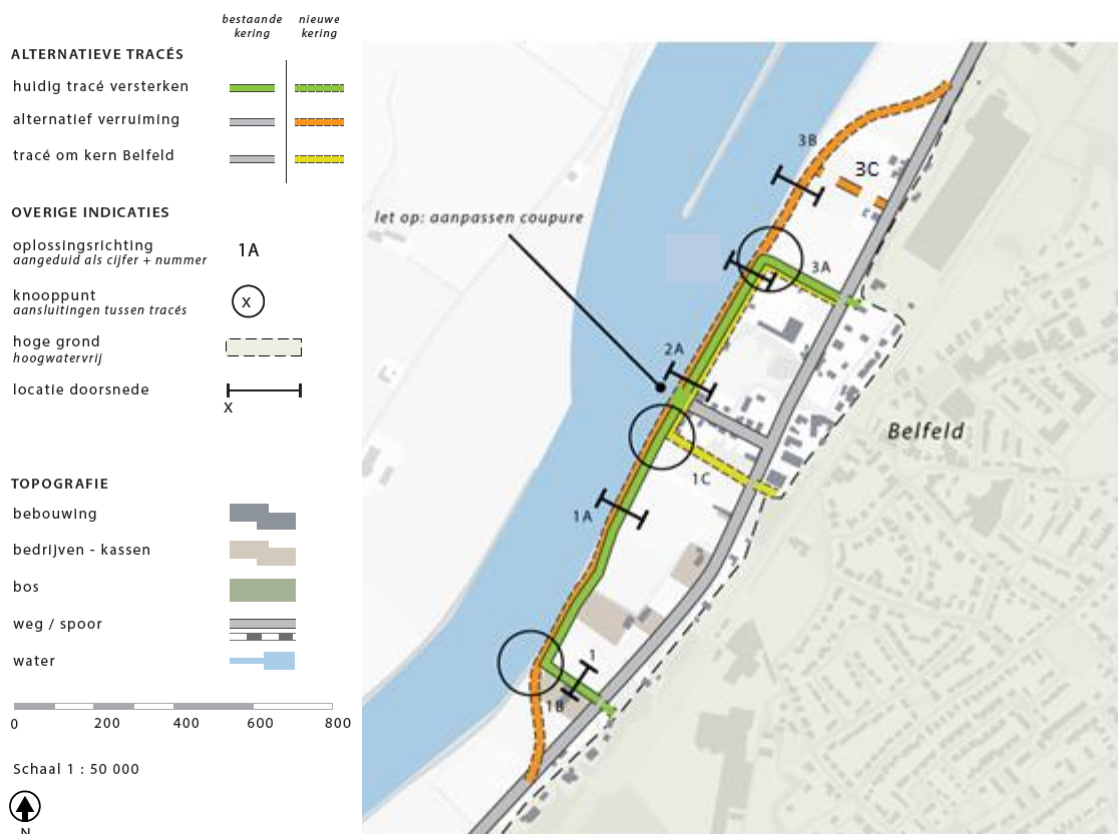 bestaande
kering
nieuwe
kering
ALTERNATIEVE TRACÉS
huidig tracé versterken
alternatief verruiming
tracé om kern Belfeld
OVERIGE INDICATIES
oplossingsrichting
aangeduid als cijfer + nummer
1A
knooppunt
aansluitingen tussen tracés
x
hoge grond
hoogwatervrij
locatie doorsnede
x
TOPOGRAFIE
bebouwing
bedrijven - kassen
bos
weg / spoor
water
0 200 400 600 800
Schaal 1 : 50 000
N
3B
3C
let op: aanpassen coupure
3A
2A
Belfeld
1C
1A
1
1B